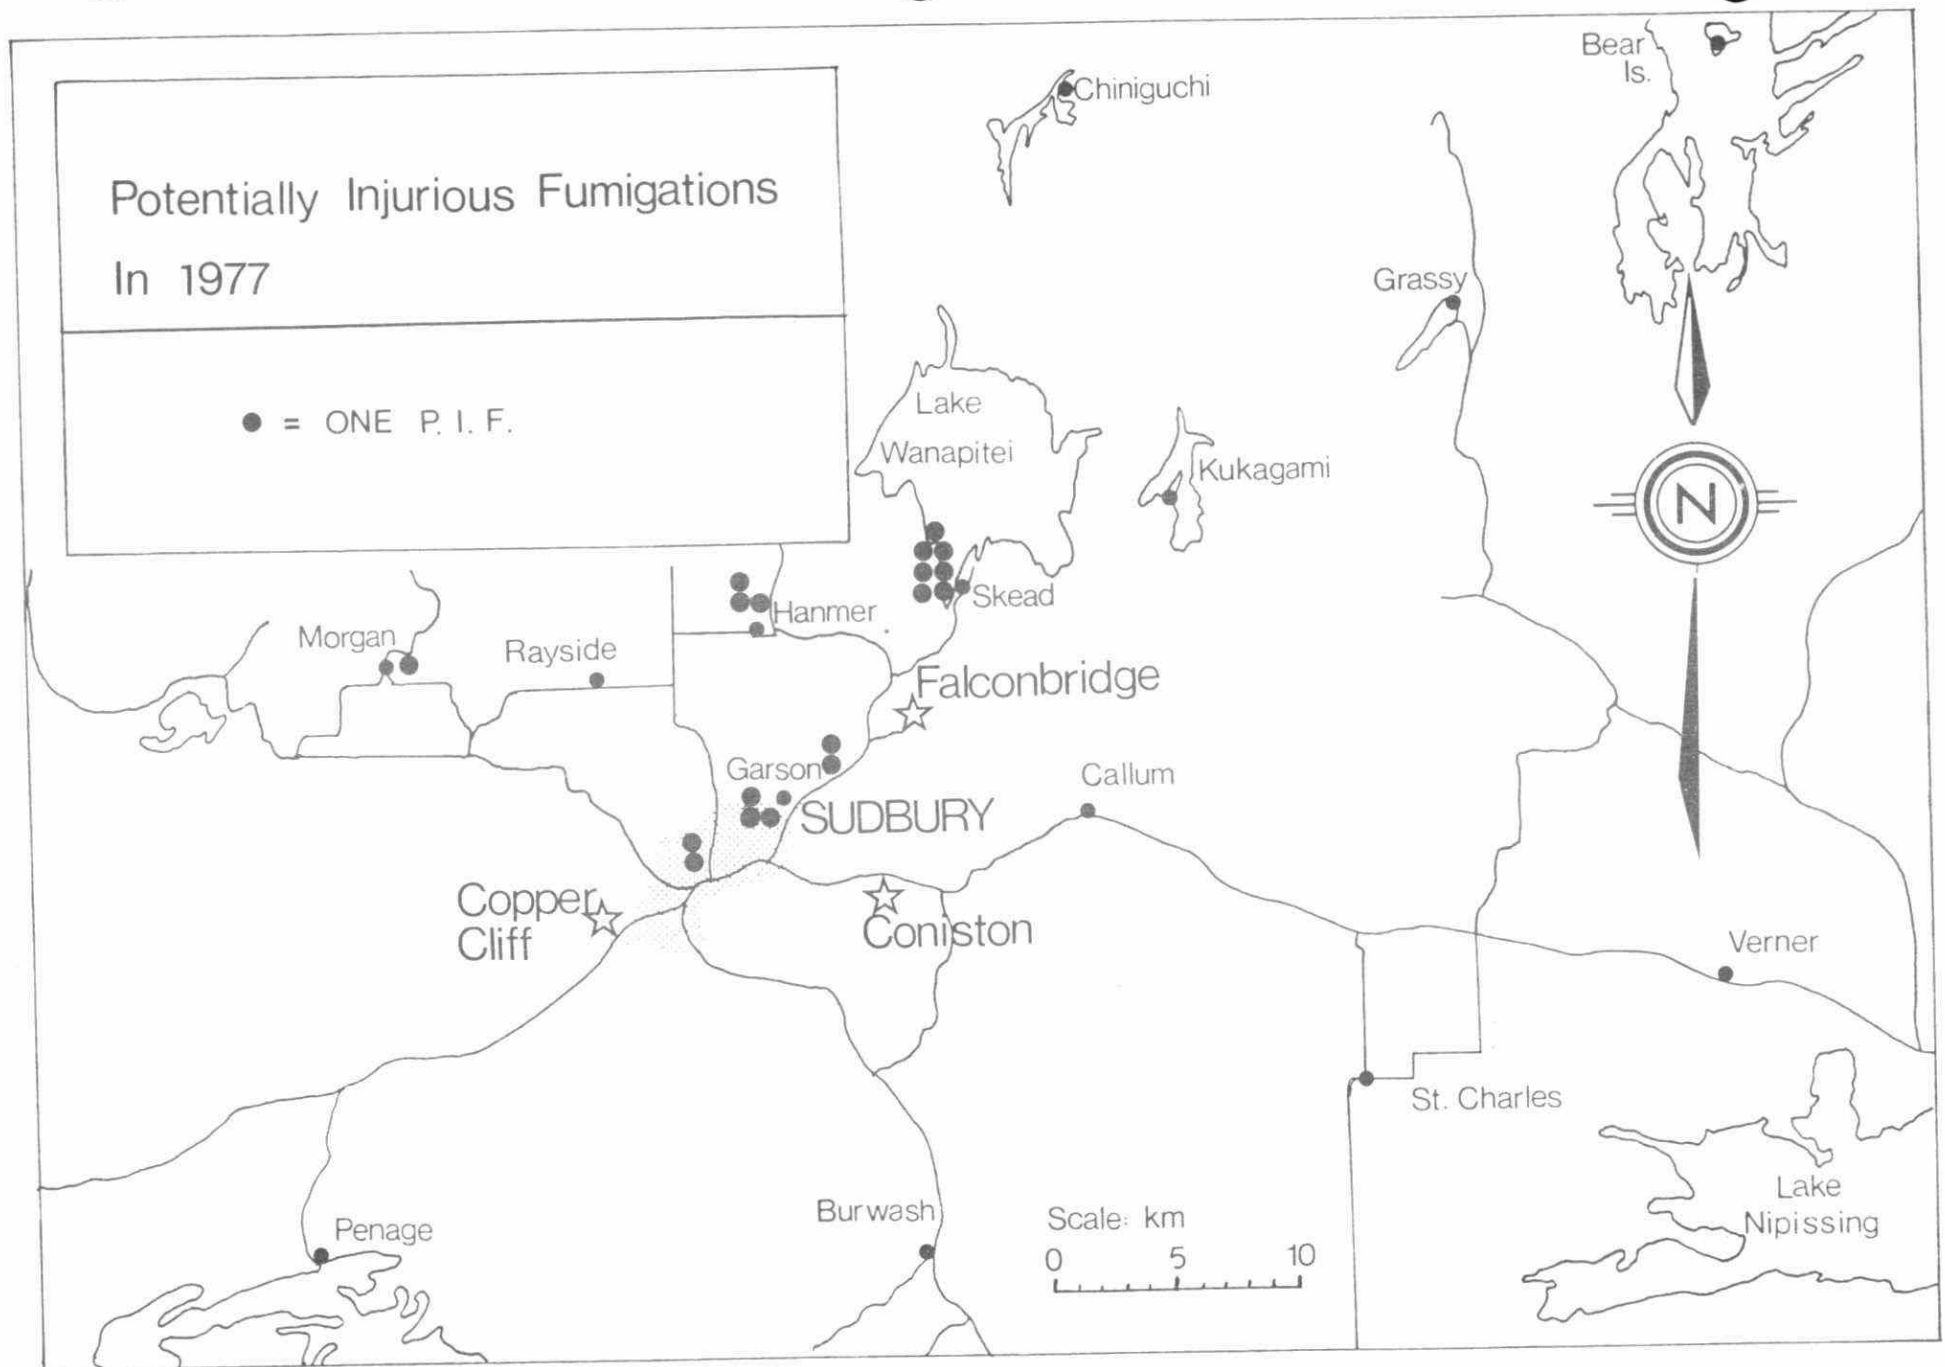 Potentially Injurious Fumigations
In 1977
= ONE P. I. F.
Bear
Is.
Chiniguchi
Grassy
Lake
Wanapitei
Kukagami
N
Skead
Hanmer
Morgan
Rayside
Falconbridge
Garson
SUDBURY
Callum
Copper
Cliff
Coniston
Verner
St. Charles
Lake
Nipissing
Burwash
Penage
Scale: km
0 5 10